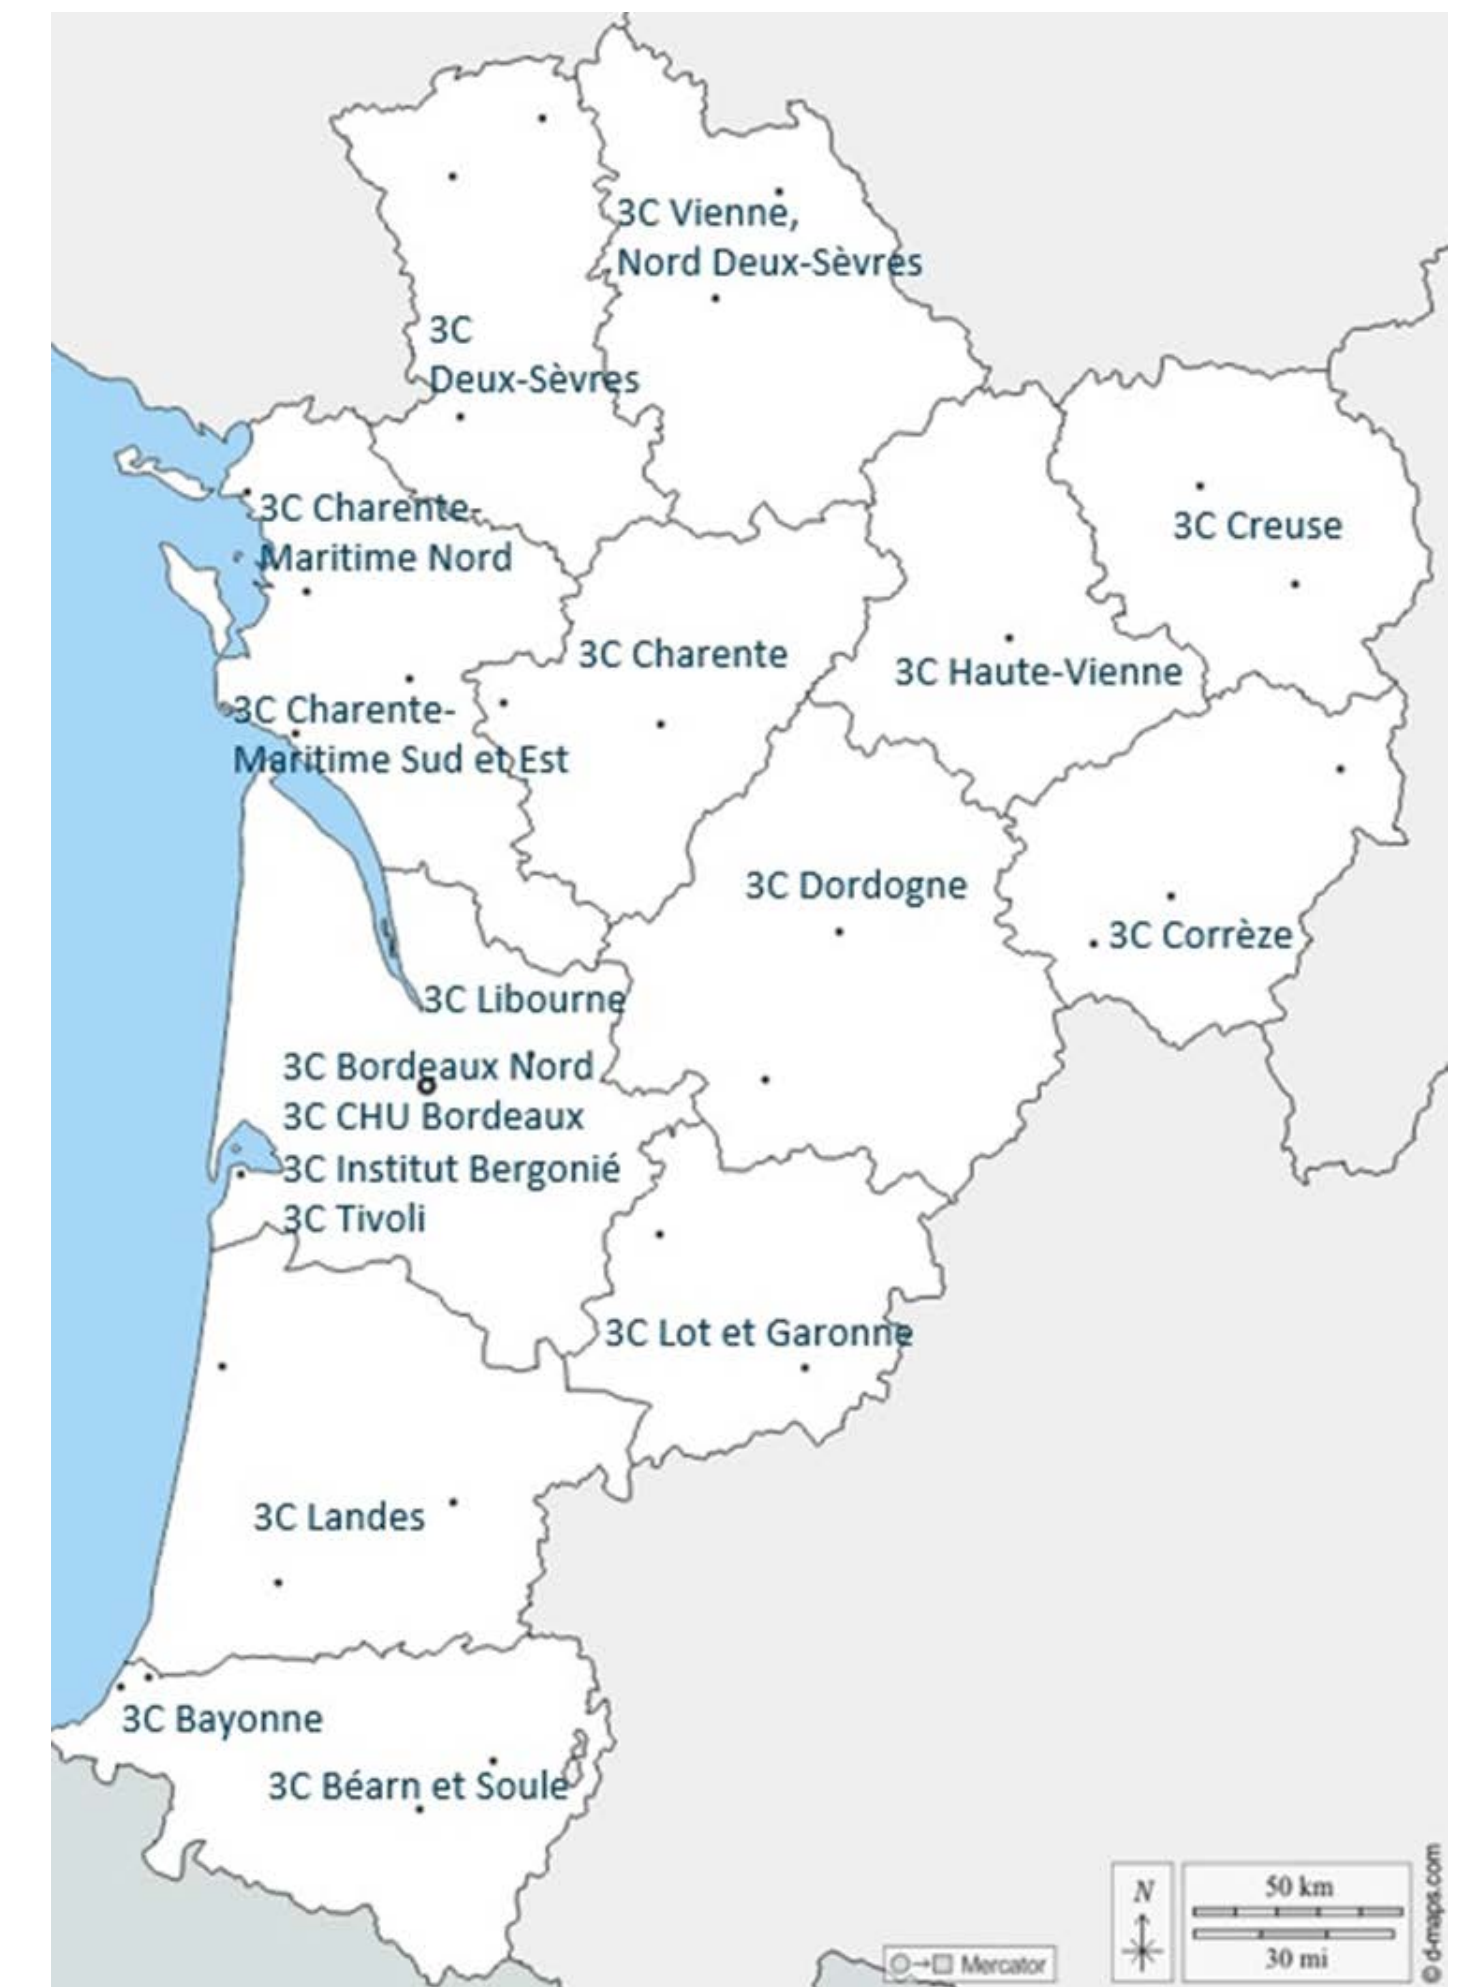 3C Vienne,
Nord Deux-Sèvres
3C
Deux-Sèvres
3C Charente-
Maritime Nord
3C Creuse
3C Charente
3C Haute-Vienne
3C Charente-
Maritime Sud et Est
3C Dordogne
3C Corrèze
3C Libourne
3C Bordeaux Nord
3C CHU Bordeaux
3C Institut Bergonié
3C Tivoli
3C Lot et Garonne
3C Landes
3C Bayonne
3C Béarn et Soule
N
50 km
30 mi
Mercator
© d-maps.com